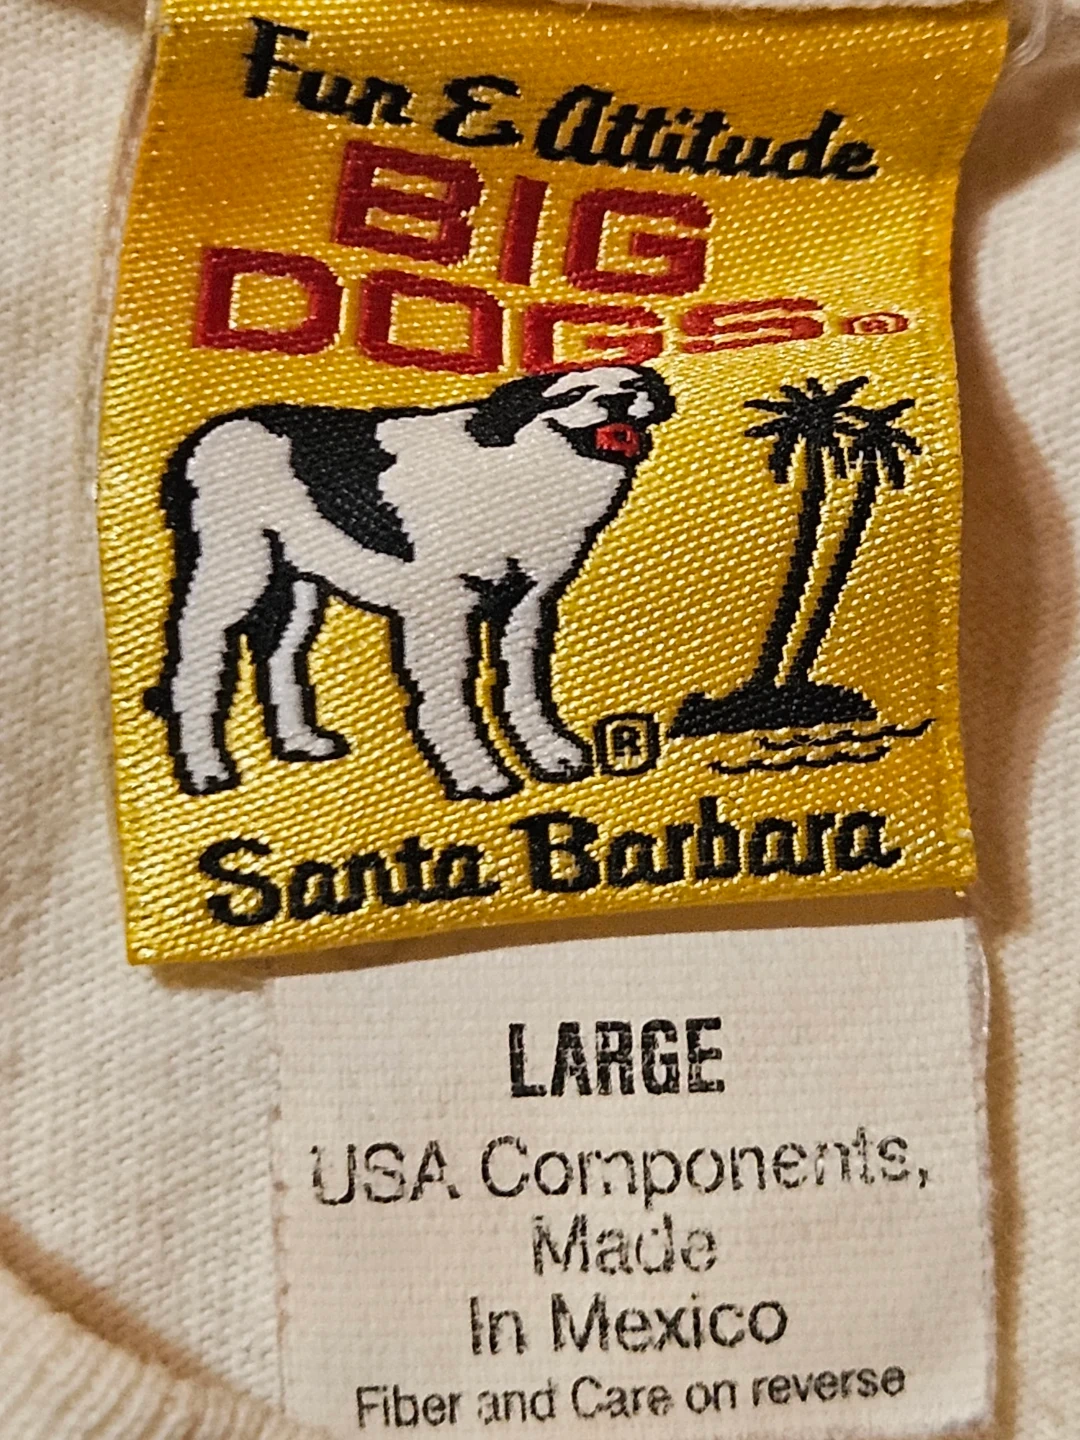 Fun & Attitude
BIG
DOGS®
®
Santa Barbara
LARGE
USA Components,
Made
In Mexico
Fiber and Care on reverse